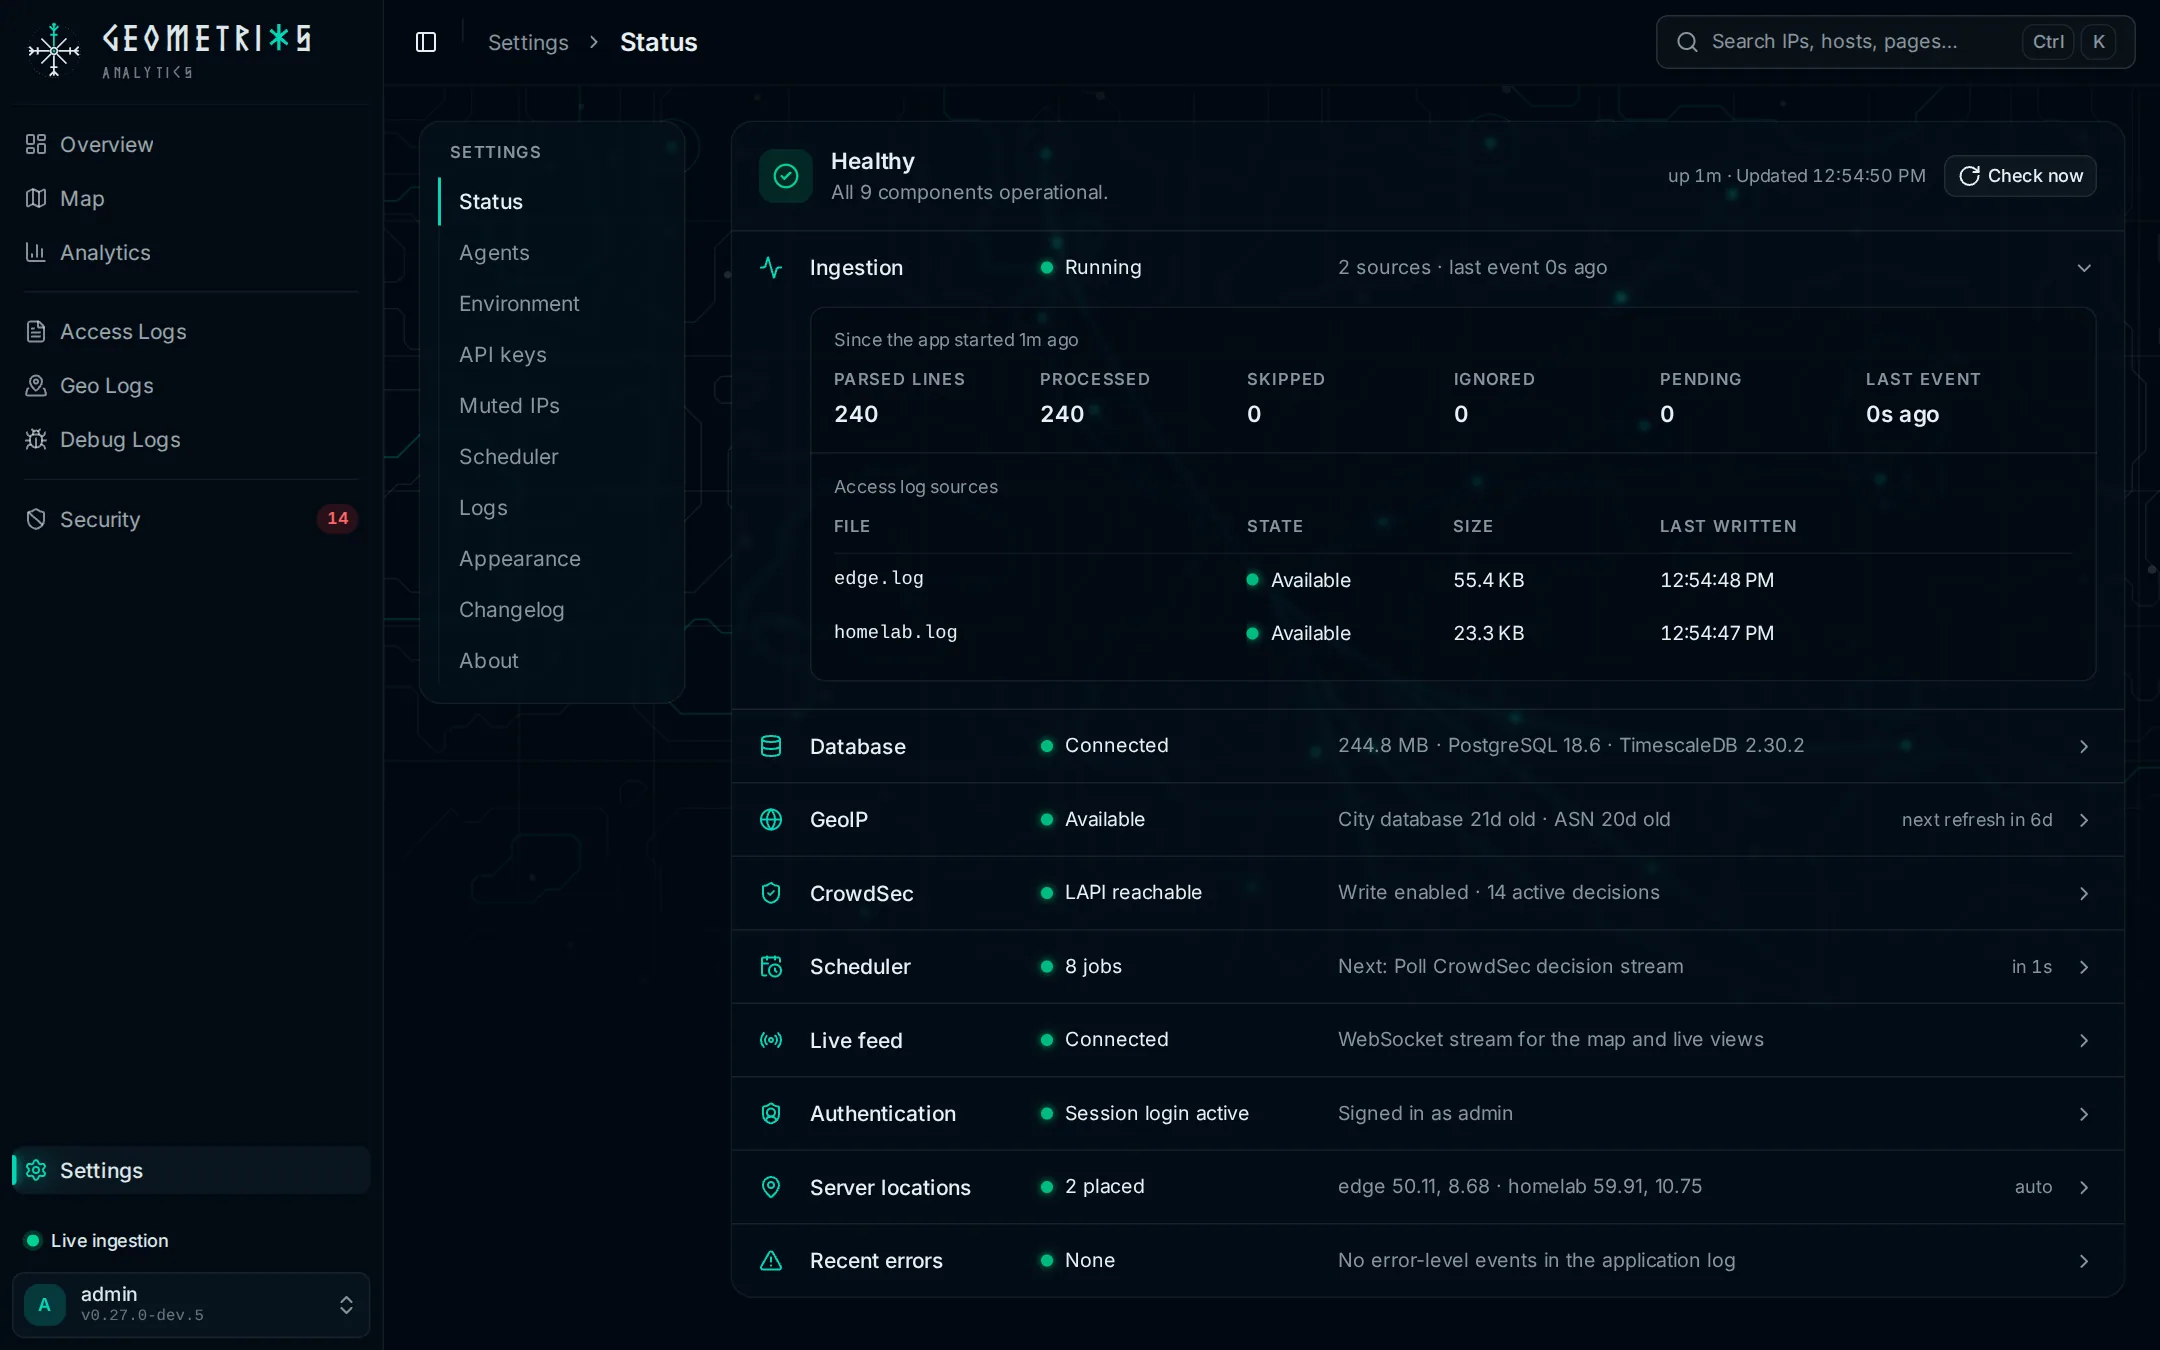 GEOMETRI*S
ANALYTICS
Overview
Map
Analytics
Access Logs
Geo Logs
Debug Logs
Security 14
Settings
Live ingestion
A admin
v0.27.0-dev.5
Settings > Status
Search IPs, hosts, pages... Ctrl K
SETTINGS
Status
Agents
Environment
API keys
Muted IPs
Scheduler
Logs
Appearance
Changelog
About
Healthy
All 9 components operational.
up 1m · Updated 12:54:50 PM Check now
Ingestion Running 2 sources · last event 0s ago
Since the app started 1m ago
PARSED LINES PROCESSED SKIPPED IGNORED PENDING LAST EVENT
240 240 0 0 0 0s ago
Access log sources
FILE STATE SIZE LAST WRITTEN
edge.log Available 55.4 KB 12:54:48 PM
homelab.log Available 23.3 KB 12:54:47 PM
Database Connected 244.8 MB · PostgreSQL 18.6 · TimescaleDB 2.30.2
GeoIP Available City database 21d old · ASN 20d old next refresh in 6d
CrowdSec LAPI reachable Write enabled · 14 active decisions
Scheduler 8 jobs Next: Poll CrowdSec decision stream in 1s
Live feed Connected WebSocket stream for the map and live views
Authentication Session login active Signed in as admin
Server locations 2 placed edge 50.11, 8.68 · homelab 59.91, 10.75 auto
Recent errors None No error-level events in the application log